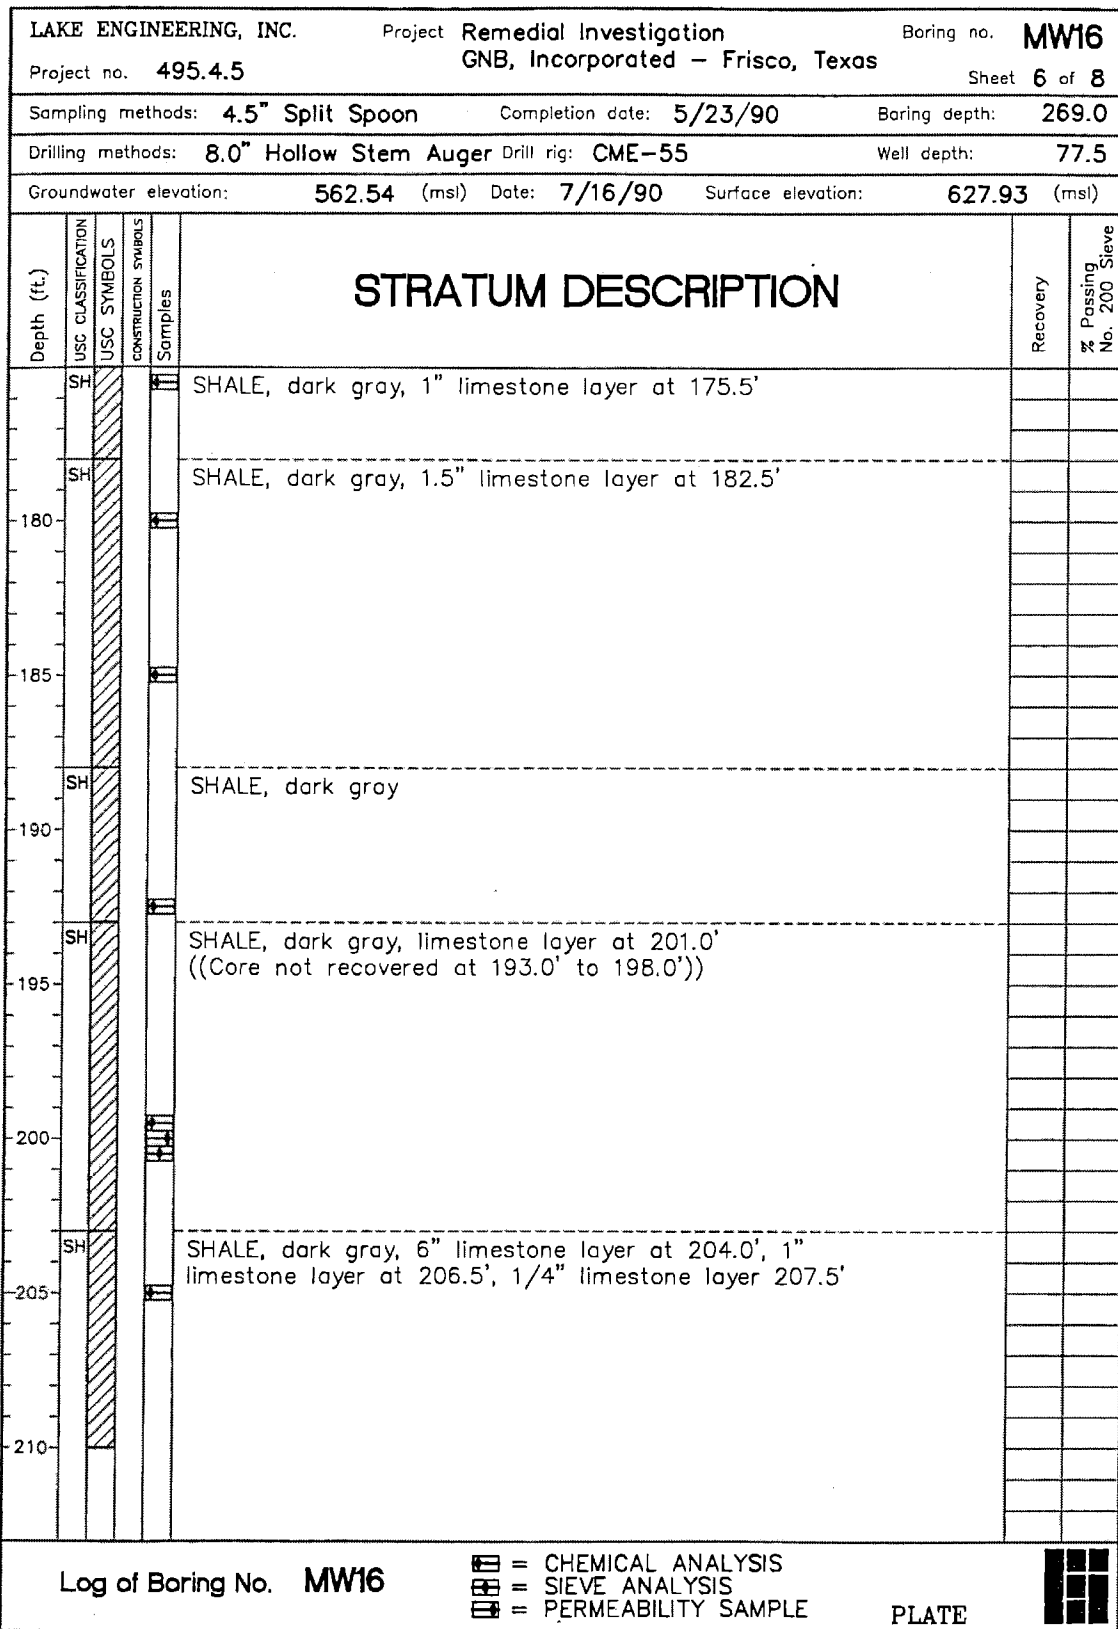 LAKE ENGINEERING, INC. Project Remedial Investigation Boring no. MW16
GNB, Incorporated – Frisco, Texas
Project no. 495.4.5 Sheet 6 of 8
Sampling methods: 4.5" Split Spoon Completion date: 5/23/90 Boring depth: 269.0
Drilling methods: 8.0" Hollow Stem Auger Drill rig: CME-55 Well depth: 77.5
Groundwater elevation: 562.54 (msl) Date: 7/16/90 Surface elevation: 627.93 (msl)
Depth (ft.)
USC CLASSIFICATION
USC SYMBOLS
CONSTRUCTION SYMBOLS
Samples
STRATUM DESCRIPTION
Recovery
% Passing
No. 200 Sieve
SH SHALE, dark gray, 1" limestone layer at 175.5'
SH SHALE, dark gray, 1.5" limestone layer at 182.5'
180
185
SH SHALE, dark gray
190
SH SHALE, dark gray, limestone layer at 201.0'
((Core not recovered at 193.0' to 198.0'))
195
200
SH SHALE, dark gray, 6" limestone layer at 204.0', 1"
limestone layer at 206.5', 1/4" limestone layer 207.5'
205
210
Log of Boring No. MW16
= CHEMICAL ANALYSIS
= SIEVE ANALYSIS
= PERMEABILITY SAMPLE
PLATE